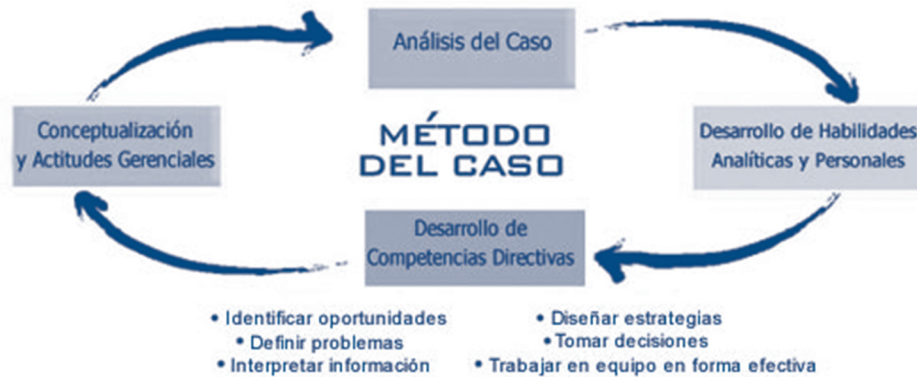 Análisis del Caso
Conceptualización
y Actitudes Gerenciales
MÉTODO
DEL CASO
Desarrollo de Habilidades
Analíticas y Personales
Desarrollo de
Competencias Directivas
• Identificar oportunidades
• Definir problemas
• Interpretar información
• Diseñar estrategias
• Tomar decisiones
• Trabajar en equipo en forma efectiva